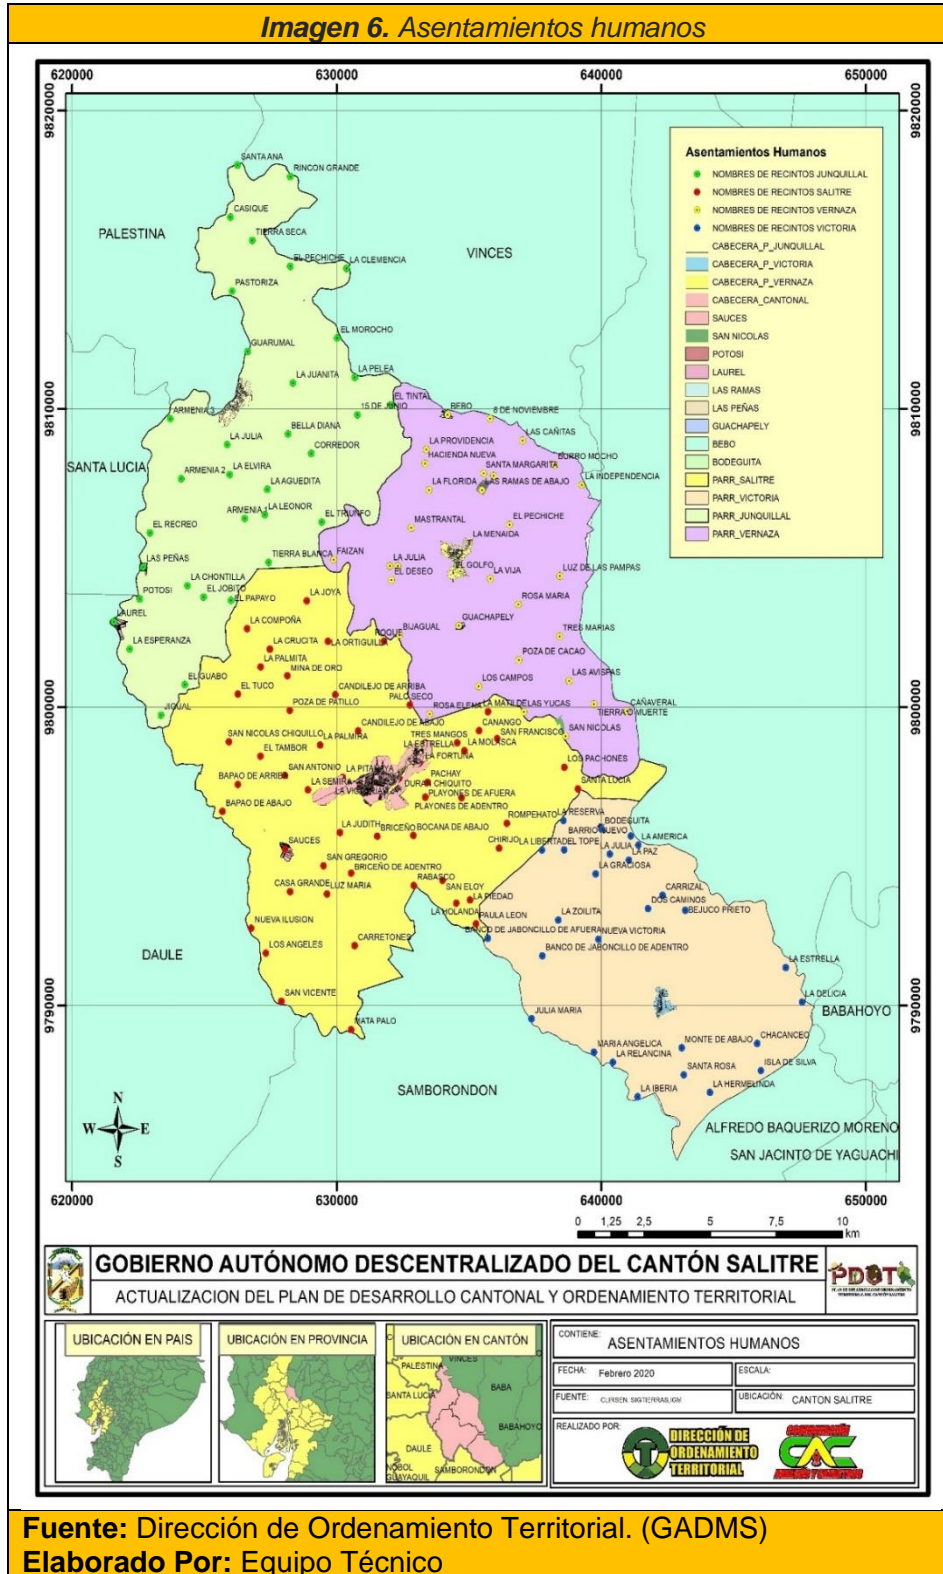 Imagen 6. Asentamientos humanos
620000 630000 640000 650000
9820000 9820000
Asentamientos Humanos
NOMBRES DE RECINTOS JUNQUILLAL
NOMBRES DE RECINTOS SALITRE
NOMBRES DE RECINTOS VERNAZA
NOMBRES DE RECINTOS VICTORIA
CABECERA_P_JUNQUILLAL
CABECERA_P_VICTORIA
CABECERA_P_VERNAZA
CABECERA_CANTONAL
SAUCES
SAN NICOLAS
POTOSI
LAUREL
LAS RAMAS
LAS PEÑAS
GUACHAPELY
BEBO
BODEGUITA
PARR_SALITRE
PARR_VICTORIA
PARR_JUNQUILLAL
PARR_VERNAZA
SANTA ANA
RINCON GRANDE
CASIQUE
PALESTINA
TIERRA SECA
VINCES
EL PECHICHE
LA CLEMENCIA
PASTORIZA
EL MOROCHO
GUARUMAL
LA PELEA
LA JUANITA
EL TINTAL
9810000 9810000
ARMENIA 3
15 DE JUNIO
BEBO
8 DE NOVIEMBRE
BELLA DIANA
LAS CAÑITAS
LA JULIA
CORREDOR
LA PROVIDENCIA
HACIENDA NUEVA
BURRO MOCHO
SANTA LUCIA
ARMENIA 2
LA ELVIRA
SANTA MARGARITA
LA INDEPENDENCIA
LA AGUEDITA
LA FLORIDA
LAS RAMAS DE ABAJO
ARMENIA 1
LA LEONOR
EL TRIUNFO
MASTRANTAL
EL PECHICHE
EL RECREO
LA MENAIDA
LAS PEÑAS
TIERRA BLANCA
FAIZAN
LA JULIA
EL GOLFO
LUZ DE LAS PAMPAS
EL DESEO
LA VIJA
LA CHONTILLA
POTOSI
EL JOBITO
EL PAPAYO
LA JOYA
ROSA MARIA
LAUREL
LA COMPOÑA
BIJAGUAL
GUACHAPELY
ROQUE
TRES MARIAS
LA ESPERANZA
LA CRUCITA
LA ORTIGUILLA
LA PALMITA
POZA DE CACAO
MINA DE ORO
EL GUABO
EL TUCO
CANDILEJO DE ARRIBA
LOS CAMPOS
LAS AVISPAS
JIGUAL
POZA DE PATILLO
PALO SECO
ROSA ELENA
LAS YUCAS
CAÑAVERAL
TIERRA O MUERTE
9800000 9800000
CANDILEJO DE ABAJO
CANANGO
SAN NICOLAS
SAN NICOLAS CHIQUILLO
LA PALMIRA
TRES MANGOS
SAN FRANCISCO
LA ESTRELLA
LA MOLASCA
EL TAMBOR
LA FORTUNA
LOS PACHONES
BAPAO DE ARRIBA
SAN ANTONIO
PACHAY
SANTA LUCIA
DURAN CHIQUITO
PLAYONES DE AFUERA
BAPAO DE ABAJO
PLAYONES DE ADENTRO
LA RESERVA
ROMPEHATO
BODEGUITA
LA JUDITH
BRICEÑO
BOCANA DE ABAJO
BARRIO NUEVO
LA AMERICA
SAUCES
CHIRIJO
LA JULIA
LA PAZ
SAN GREGORIO
LA GRACIOSA
BRICEÑO DE ADENTRO
CASA GRANDE
LUZ MARIA
RABASCO
SAN ELOY
CARRIZAL
LA PIEDAD
DOS CAMINOS
BEJUCO PRIETO
LA HOLANDA
PAULA LEON
LA ZOILITA
NUEVA ILUSION
BANCO DE JABONCILLO DE AFUERA
NUEVA VICTORIA
LOS ANGELES
CARRETONES
BANCO DE JABONCILLO DE ADENTRO
DAULE
LA ESTRELLA
SAN VICENTE
LA DELICIA
9790000 9790000
BABAHOYO
JULIA MARIA
MATA PALO
MARIA ANGELICA
MONTE DE ABAJO
CHACANCEO
LA RELANCINA
SANTA ROSA
ISLA DE SILVA
SAMBORONDON
LA IBERIA
LA HERMELINDA
N
W E
S
ALFREDO BAQUERIZO MORENO
SAN JACINTO DE YAGUACHI
620000 630000 640000 650000
0 1,25 2,5 5 7,5 10
km
GOBIERNO AUTÓNOMO DESCENTRALIZADO DEL CANTÓN SALITRE
ACTUALIZACION DEL PLAN DE DESARROLLO CANTONAL Y ORDENAMIENTO TERRITORIAL
PDOT
UBICACIÓN EN PAIS
UBICACIÓN EN PROVINCIA
UBICACIÓN EN CANTÓN
PALESTINA
VINCES
SANTA LUCIA
BABA
BABAHOYO
DAULE
NOBOL
GUAYAQUIL
SAMBORONDON
CONTIENE:
ASENTAMIENTOS HUMANOS
FECHA: Febrero 2020
ESCALA:
FUENTE:
UBICACIÓN: CANTON SALITRE
REALIZADO POR:
DIRECCIÓN DE
ORDENAMIENTO
TERRITORIAL
CAC
Fuente: Dirección de Ordenamiento Territorial. (GADMS)
Elaborado Por: Equipo Técnico